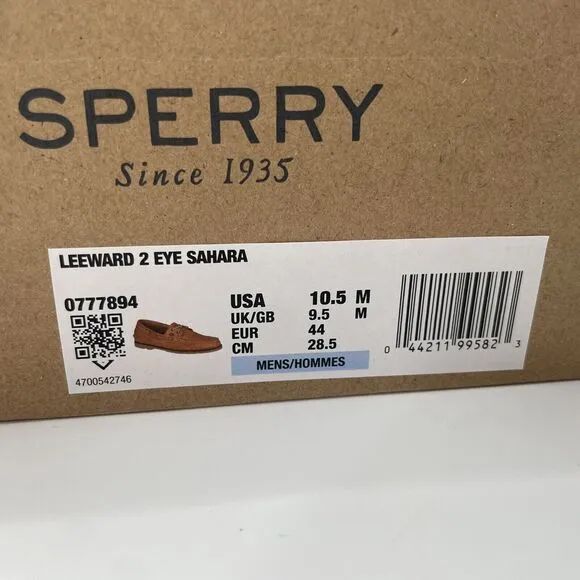 SPERRY
Since 1935
LEEWARD 2 EYE SAHARA
0777894
4700542746
USA 10.5 M
UK/GB 9.5 M
EUR 44
CM 28.5
MENS/HOMMES
0 44211 99582 3